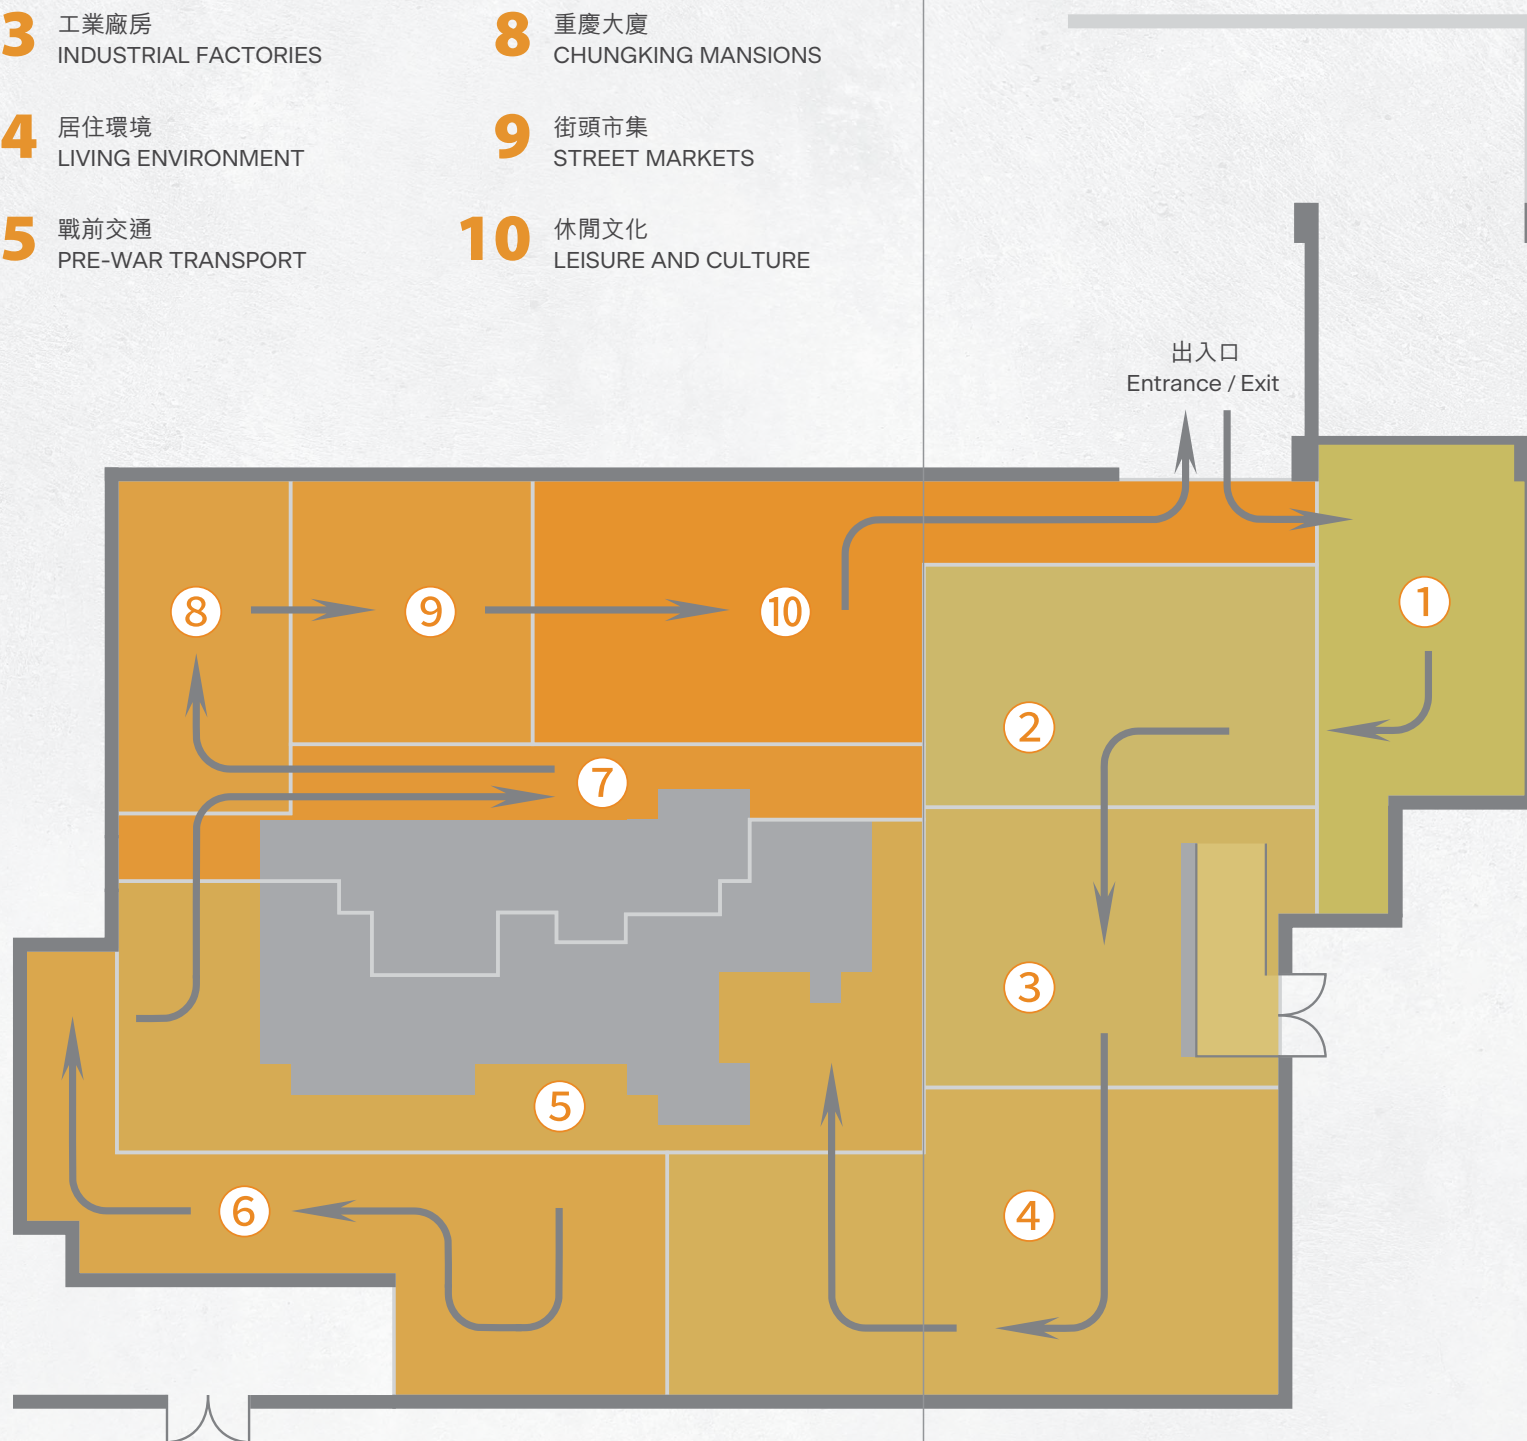 3 工業廠房
INDUSTRIAL FACTORIES
4 居住環境
LIVING ENVIRONMENT
5 戰前交通
PRE-WAR TRANSPORT
8 重慶大廈
CHUNGKING MANSIONS
9 街頭市集
STREET MARKETS
10 休閒文化
LEISURE AND CULTURE
出入口
Entrance / Exit
8
9
10
1
2
7
3
5
6
4